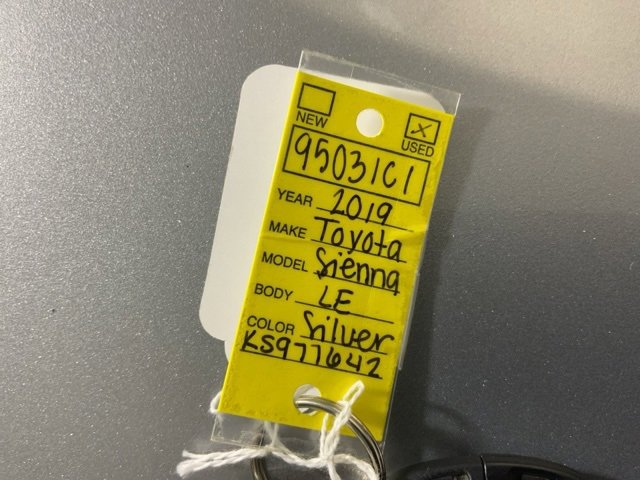 NEW
x
USED
95031C1
YEAR 2019
MAKE Toyota
MODEL Sienna
BODY LE
COLOR Silver
KS977642